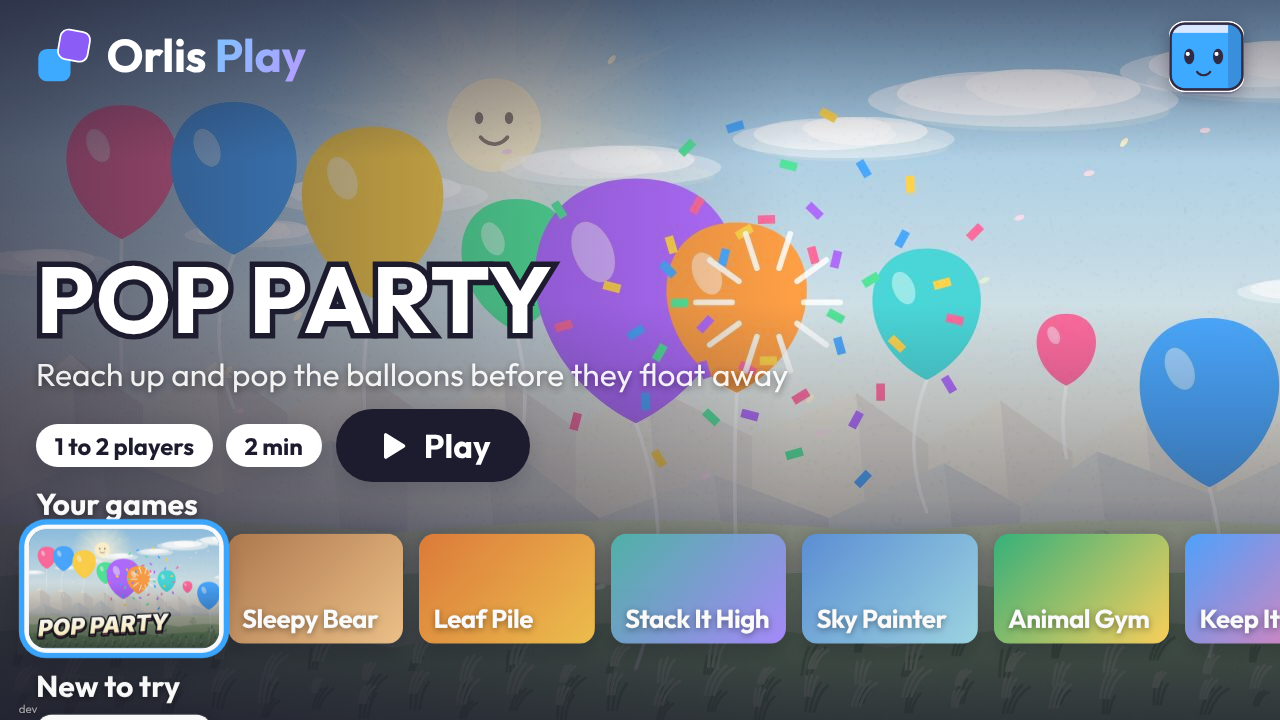 Orlis Play
POP PARTY
Reach up and pop the balloons before they float away
1 to 2 players
2 min
Play
Your games
POP PARTY
Sleepy Bear
Leaf Pile
Stack It High
Sky Painter
Animal Gym
Keep It
New to try
dev